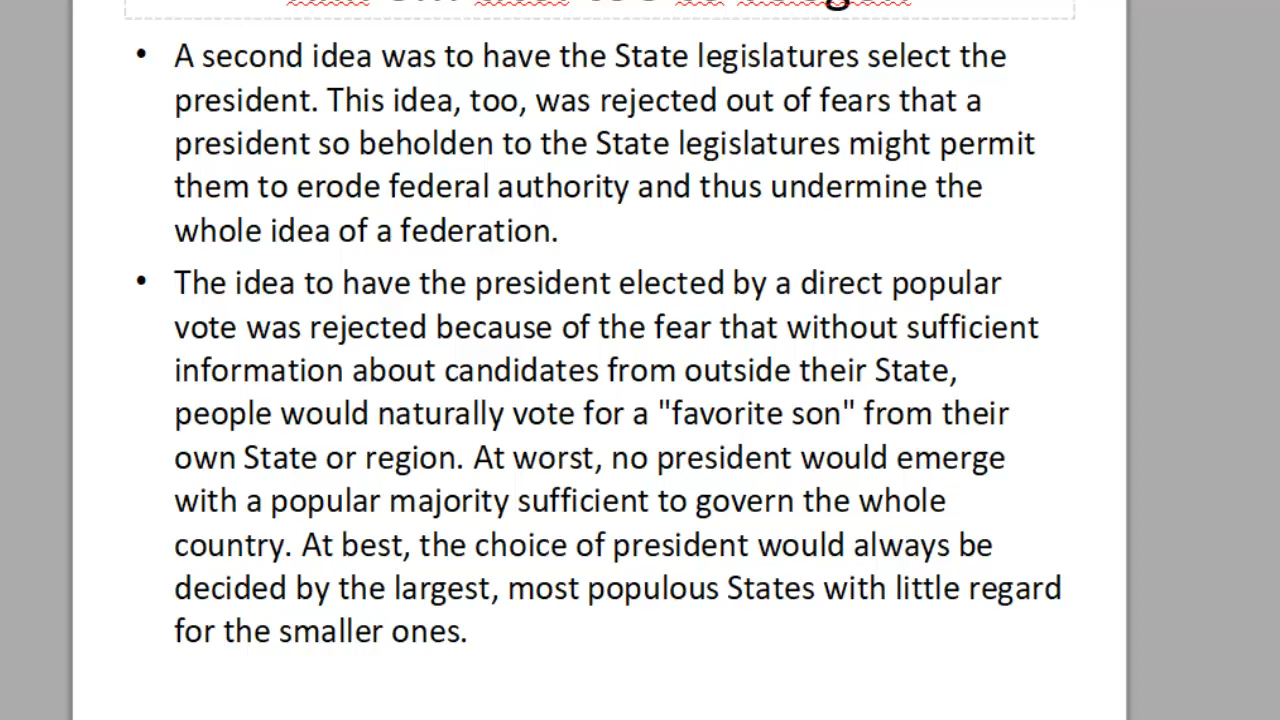 • A second idea was to have the State legislatures select the
president. This idea, too, was rejected out of fears that a
president so beholden to the State legislatures might permit
them to erode federal authority and thus undermine the
whole idea of a federation.
• The idea to have the president elected by a direct popular
vote was rejected because of the fear that without sufficient
information about candidates from outside their State,
people would naturally vote for a "favorite son" from their
own State or region. At worst, no president would emerge
with a popular majority sufficient to govern the whole
country. At best, the choice of president would always be
decided by the largest, most populous States with little regard
for the smaller ones.